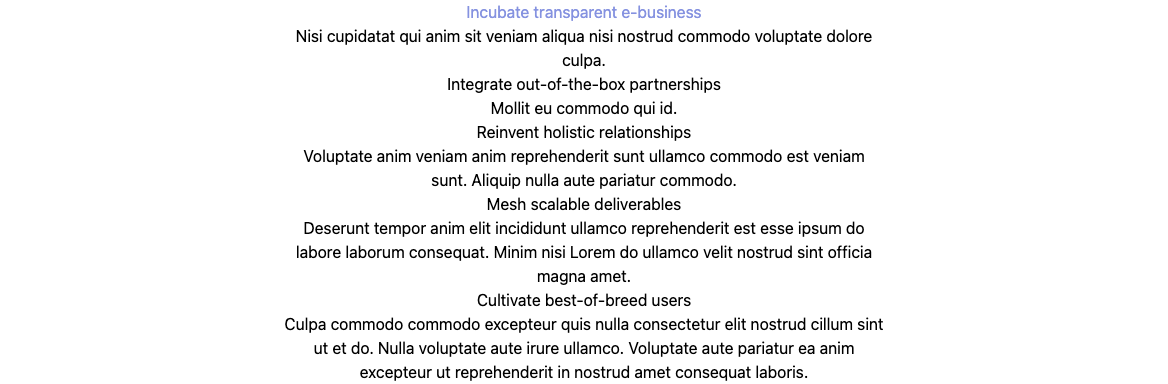 Incubate transparent e-business
Nisi cupidatat qui anim sit veniam aliqua nisi nostrud commodo voluptate dolore
culpa.
Integrate out-of-the-box partnerships
Mollit eu commodo qui id.
Reinvent holistic relationships
Voluptate anim veniam anim reprehenderit sunt ullamco commodo est veniam
sunt. Aliquip nulla aute pariatur commodo.
Mesh scalable deliverables
Deserunt tempor anim elit incididunt ullamco reprehenderit est esse ipsum do
labore laborum consequat. Minim nisi Lorem do ullamco velit nostrud sint officia
magna amet.
Cultivate best-of-breed users
Culpa commodo commodo excepteur quis nulla consectetur elit nostrud cillum sint
ut et do. Nulla voluptate aute irure ullamco. Voluptate aute pariatur ea anim
excepteur ut reprehenderit in nostrud amet consequat laboris.